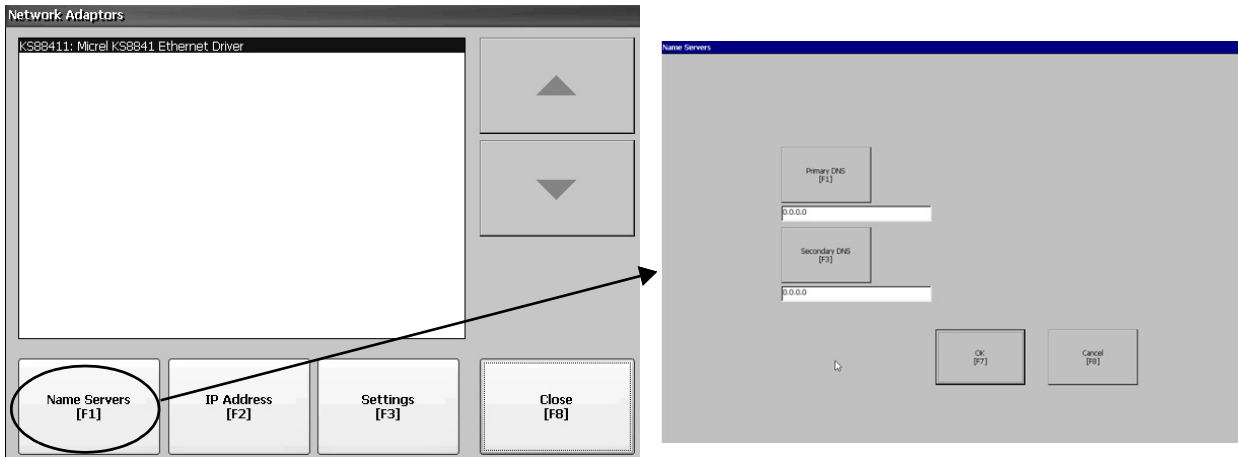 Network Adaptors
KS88411: Micrel KS8841 Ethernet Driver
Name Servers
[F1]
IP Address
[F2]
Settings
[F3]
Close
[F8]
Name Servers
Primary DNS
[F1]
0.0.0.0
Secondary DNS
[F3]
0.0.0.0
OK
[F7]
Cancel
[F8]